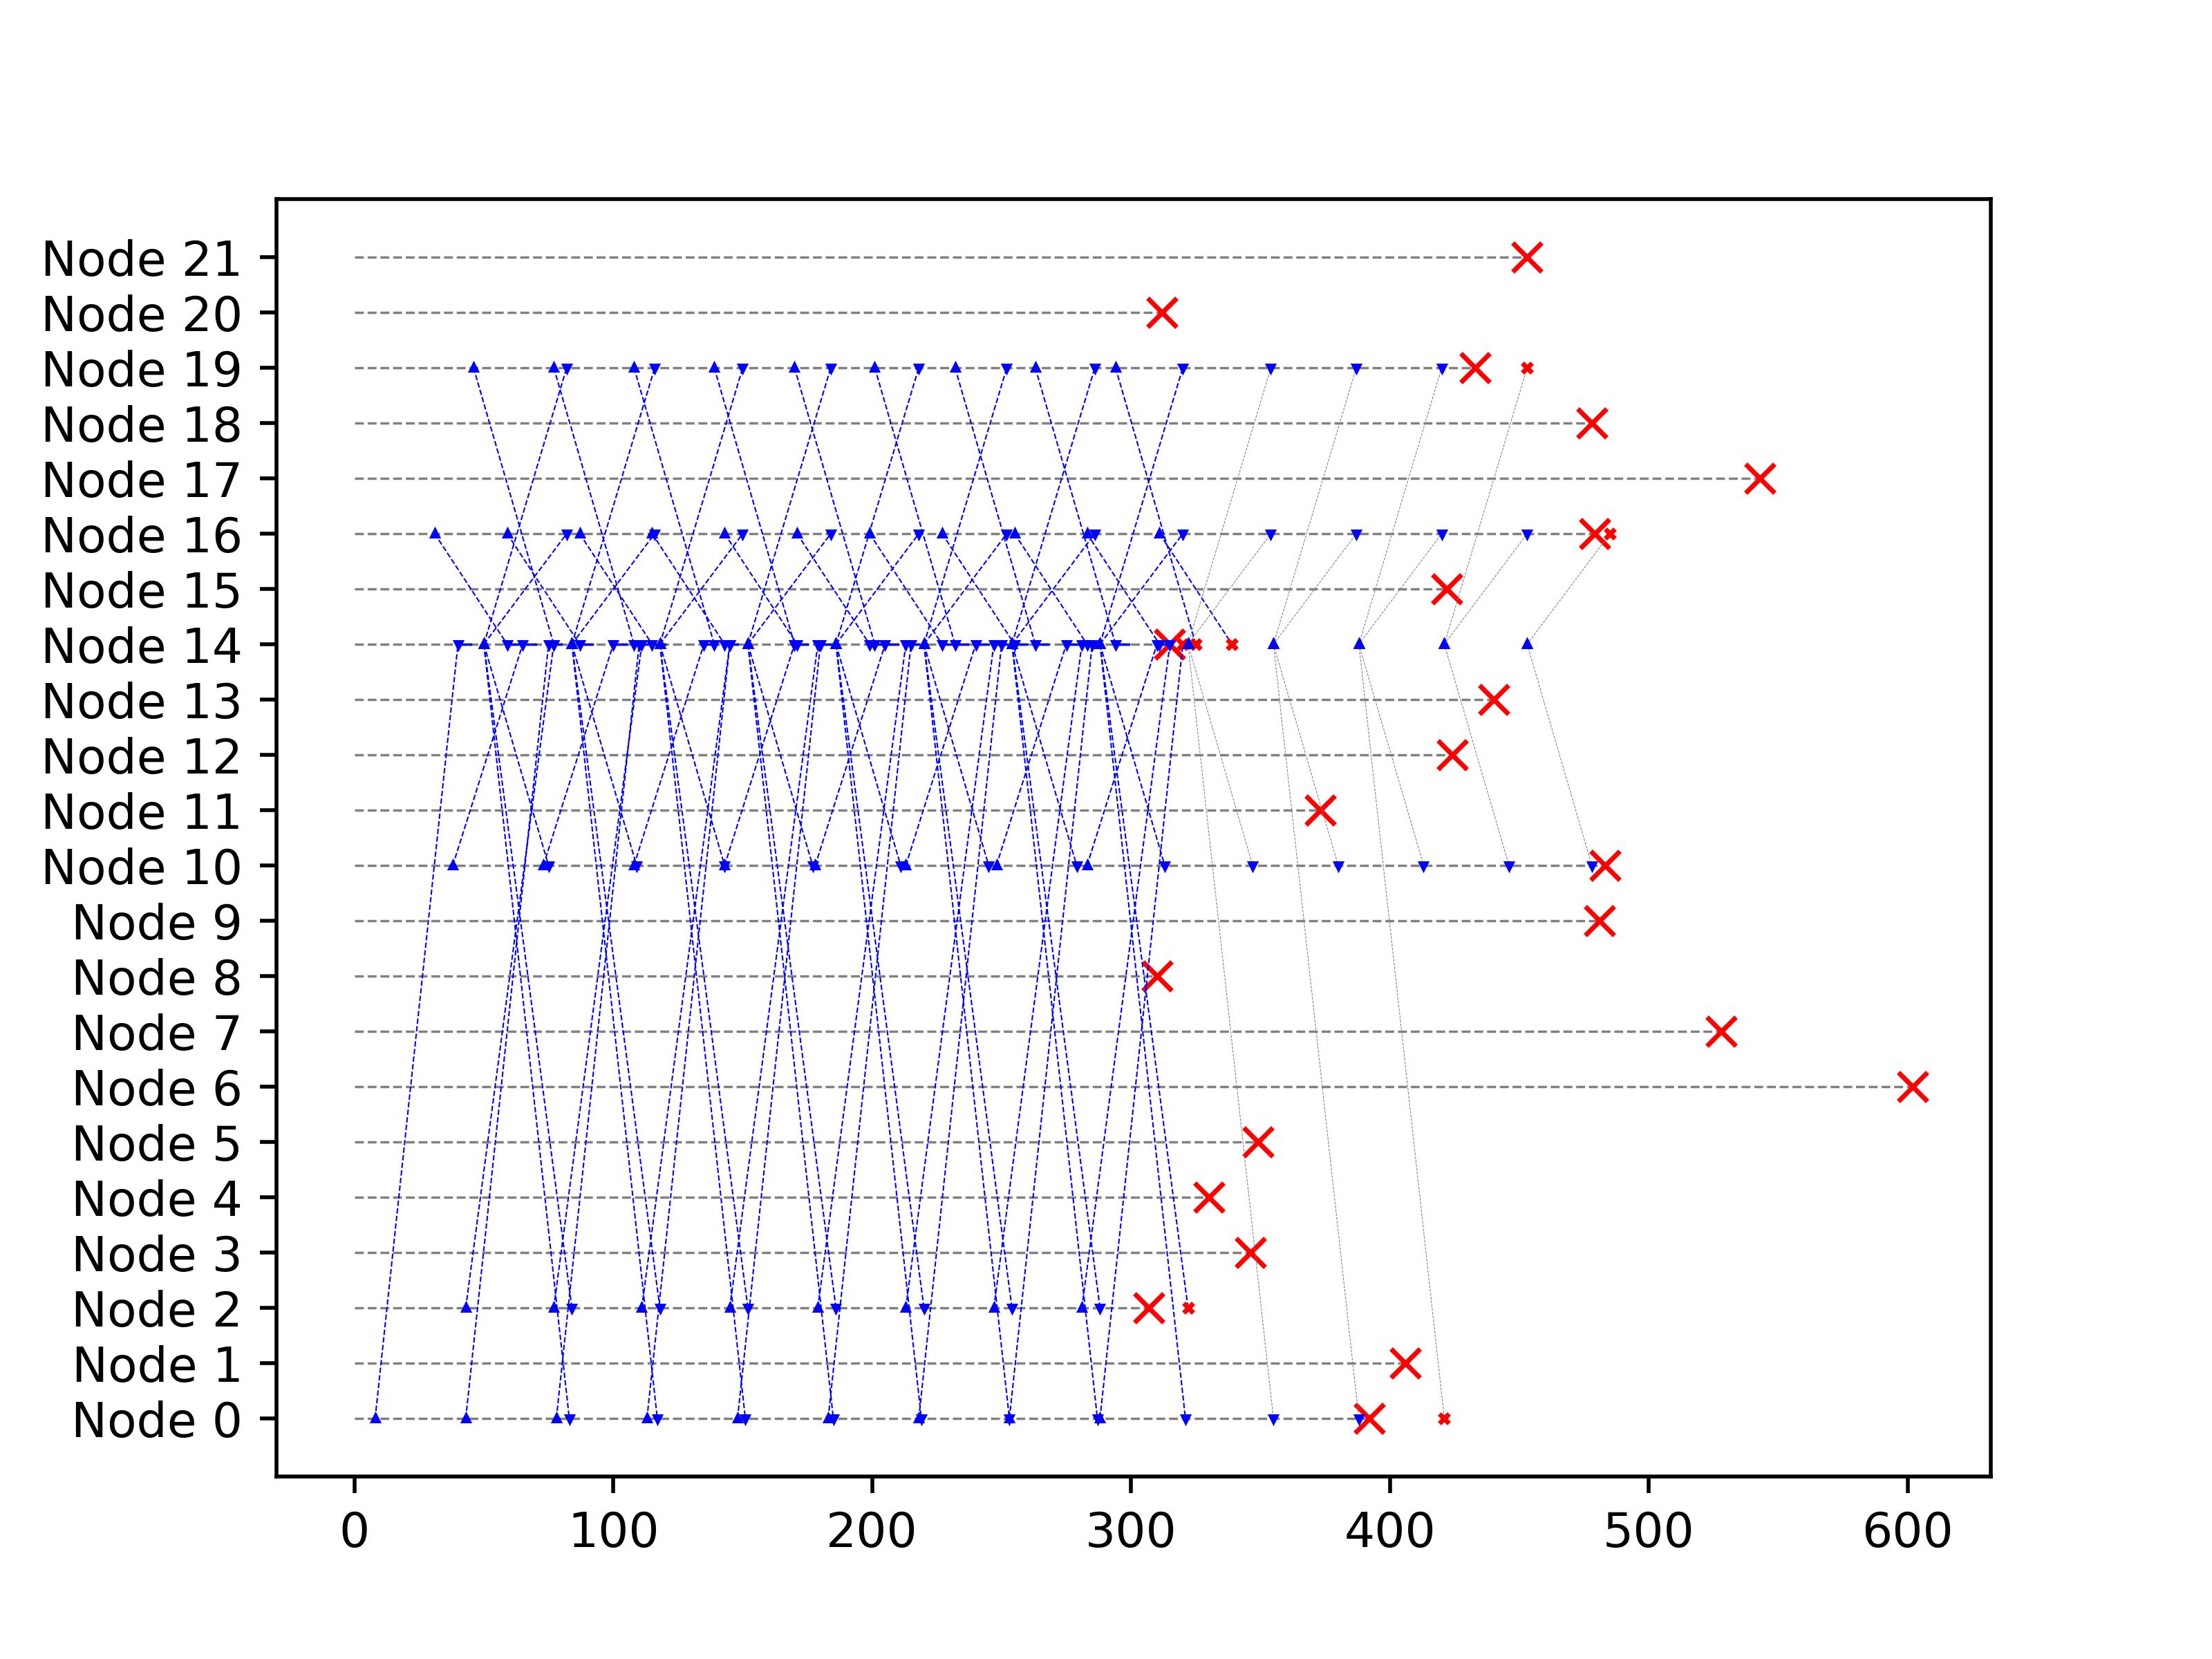 Node 21
Node 20
Node 19
Node 18
Node 17
Node 16
Node 15
Node 14
Node 13
Node 12
Node 11
Node 10
Node 9
Node 8
Node 7
Node 6
Node 5
Node 4
Node 3
Node 2
Node 1
Node 0
0 100 200 300 400 500 600